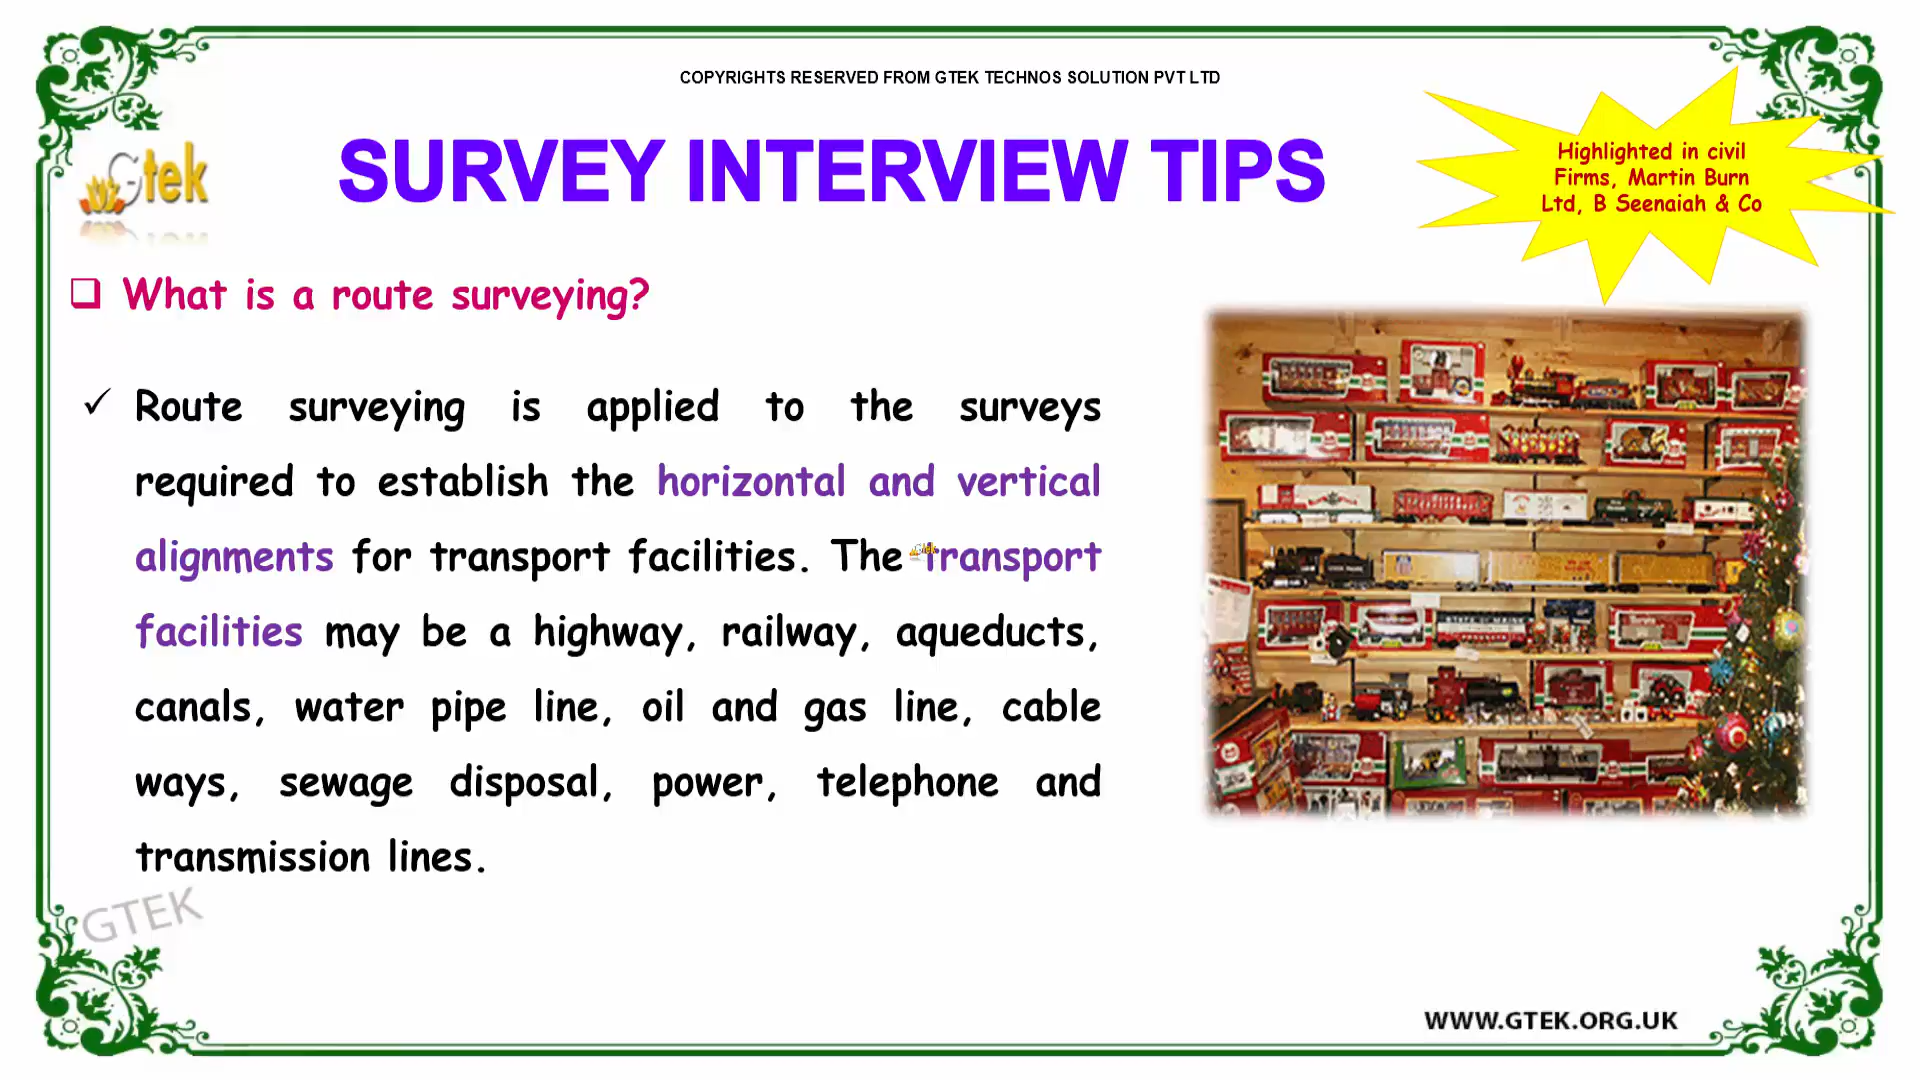 COPYRIGHTS RESERVED FROM GTEK TECHNOS SOLUTION PVT LTD
Gtek
SURVEY INTERVIEW TIPS
Highlighted in civil
Firms, Martin Burn
Ltd, B Seenaiah & Co
What is a route surveying?
Route surveying is applied to the surveys
required to establish the horizontal and vertical
alignments for transport facilities. The transport
facilities may be a highway, railway, aqueducts,
canals, water pipe line, oil and gas line, cable
ways, sewage disposal, power, telephone and
transmission lines.
GTEK
WWW.GTEK.ORG.UK